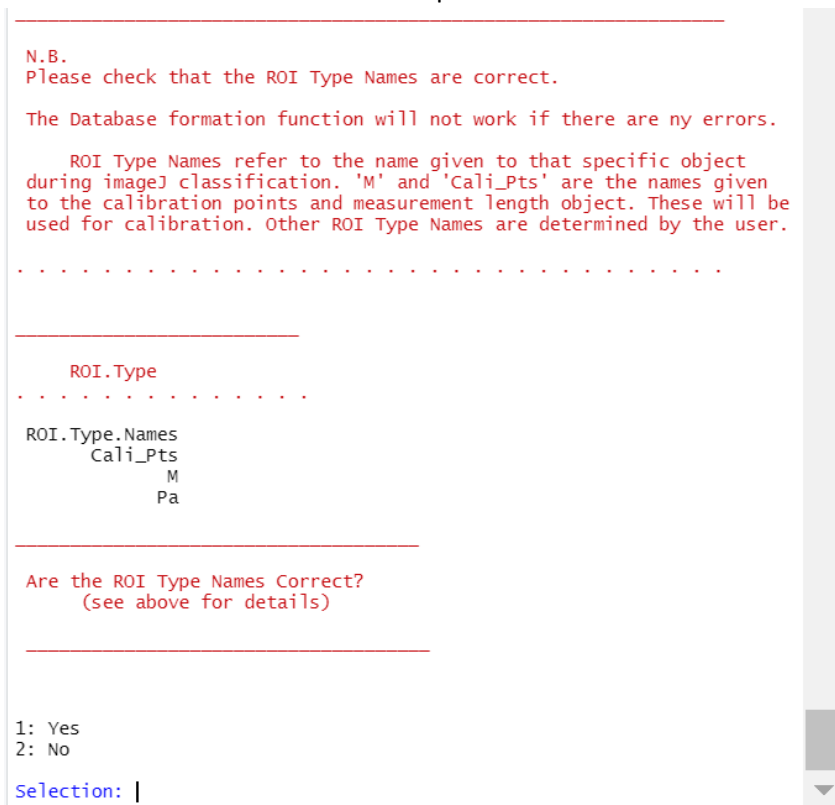 N.B.
Please check that the ROI Type Names are correct.
The Database formation function will not work if there are ny errors.
ROI Type Names refer to the name given to that specific object
during imageJ classification. 'M' and 'Cali_Pts' are the names given
to the calibration points and measurement length object. These will be
used for calibration. Other ROI Type Names are determined by the user.
. . . . . . . . . . . . . . . . . . . . . . . . . . . . . . . . .
ROI.Type
. . . . . . . . . . . . . .
ROI.Type.Names
Cali_Pts
M
Pa
Are the ROI Type Names Correct?
(see above for details)
1: Yes
2: No
Selection: